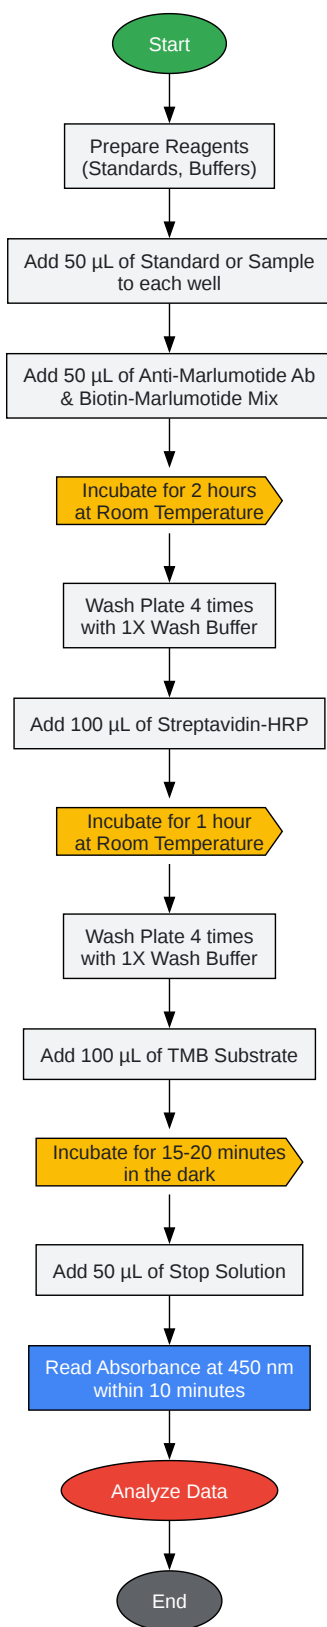 Start
Prepare Reagents
(Standards, Buffers)
Add 50 µL of Standard or Sample
to each well
Add 50 µL of Anti-Marlumotide Ab
& Biotin-Marlumotide Mix
Incubate for 2 hours
at Room Temperature
Wash Plate 4 times
with 1X Wash Buffer
Add 100 µL of Streptavidin-HRP
Incubate for 1 hour
at Room Temperature
Wash Plate 4 times
with 1X Wash Buffer
Add 100 µL of TMB Substrate
Incubate for 15-20 minutes
in the dark
Add 50 µL of Stop Solution
Read Absorbance at 450 nm
within 10 minutes
Analyze Data
End